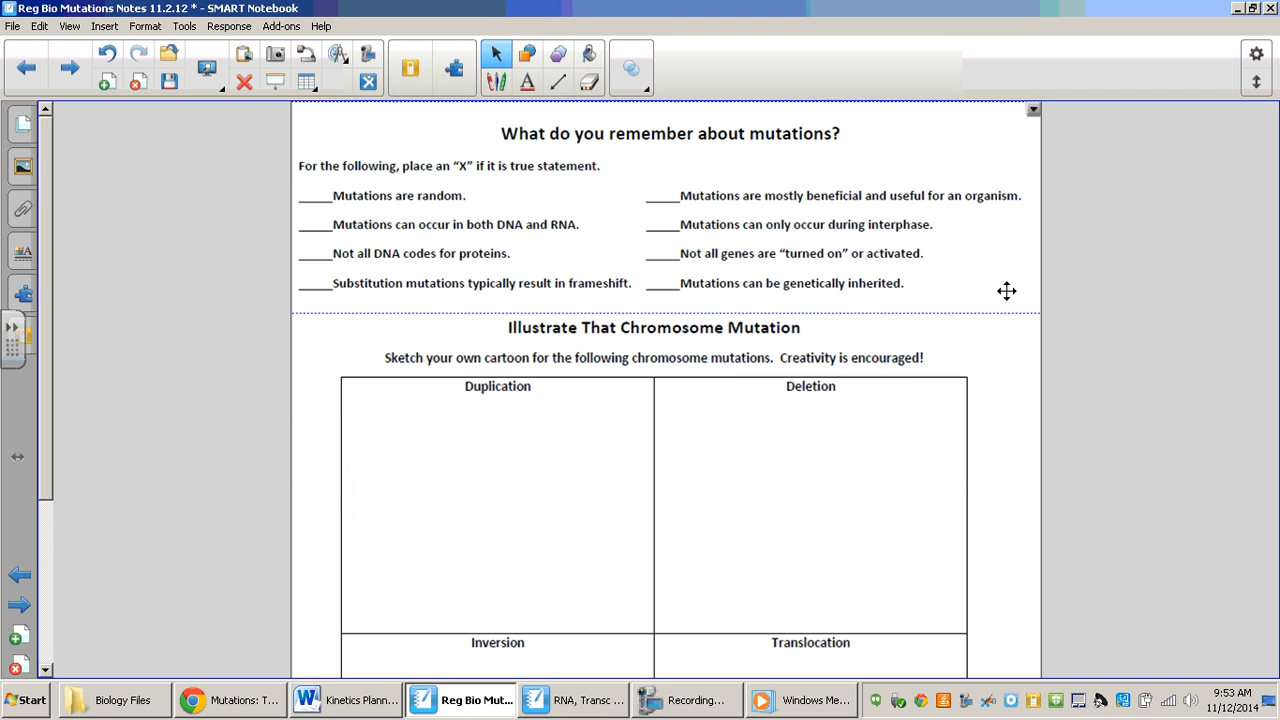 Reg Bio Mutations Notes 11.2.12 * - SMART Notebook
File Edit View Insert Format Tools Response Add-ons Help
What do you remember about mutations?
For the following, place an “X” if it is true statement.
_____Mutations are random. _____Mutations are mostly beneficial and useful for an organism.
_____Mutations can occur in both DNA and RNA. _____Mutations can only occur during interphase.
_____Not all DNA codes for proteins. _____Not all genes are “turned on” or activated.
_____Substitution mutations typically result in frameshift. _____Mutations can be genetically inherited.
Illustrate That Chromosome Mutation
Sketch your own cartoon for the following chromosome mutations. Creativity is encouraged!
Duplication Deletion
Inversion Translocation
Start Biology Files Mutations: T... Kinetics Plann... Reg Bio Mut... RNA, Transc ... Recording... Windows Me... 9:53 AM
11/12/2014